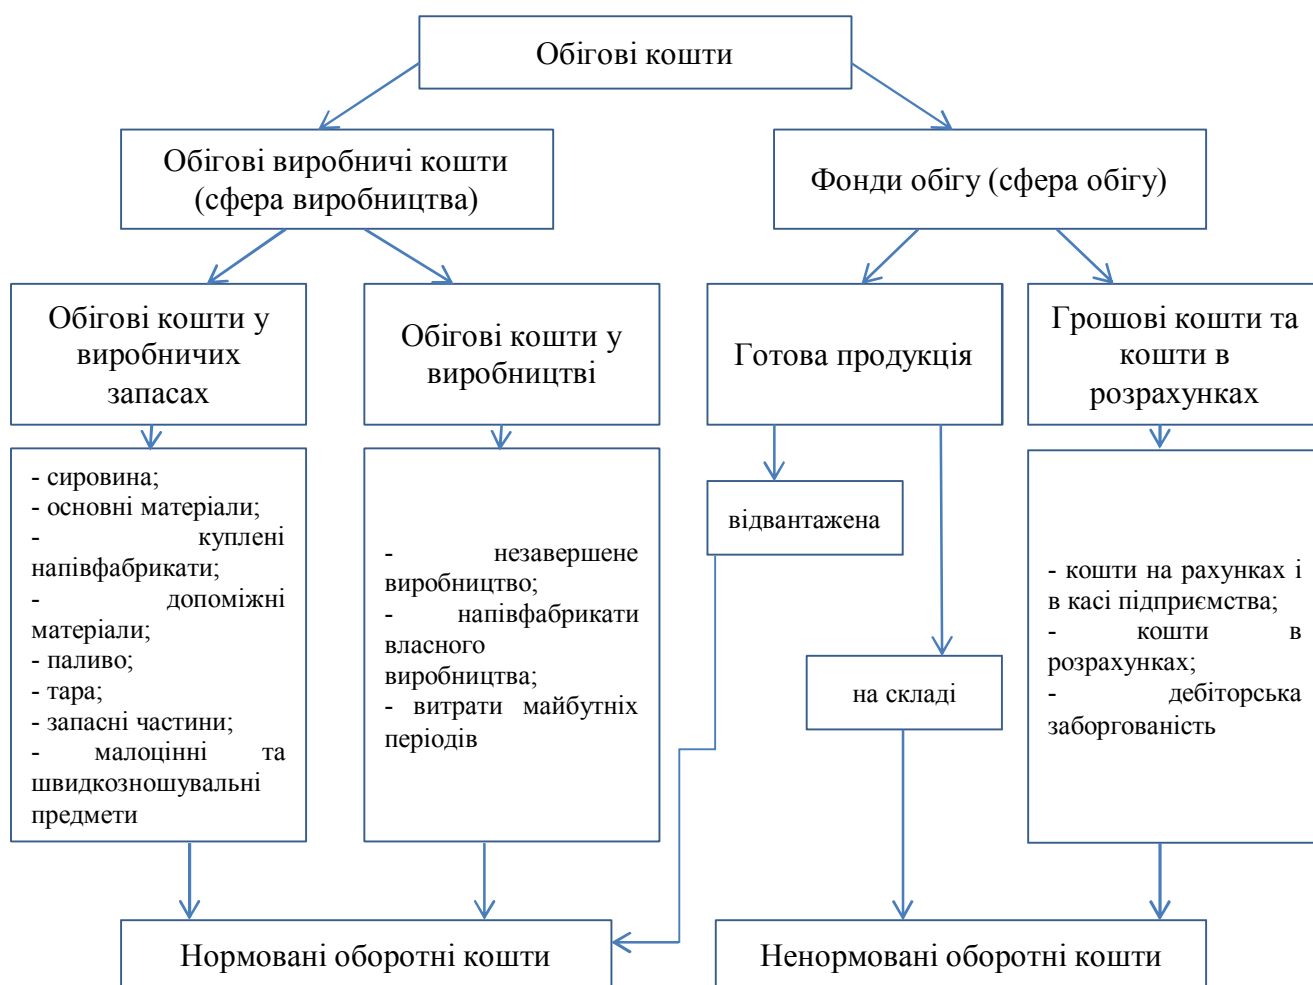 Обігові кошти
Обігові виробничі кошти
(сфера виробництва)
Фонди обігу (сфера обігу)
Обігові кошти у
виробничих
запасах
Обігові кошти у
виробництві
Готова продукція
Грошові кошти та
кошти в
розрахунках
- сировина;
- основні матеріали;
- куплені
напівфабрикати;
- допоміжні
матеріали;
- паливо;
- тара;
- запасні частини;
- малоцінні та
швидкозношувальні
предмети
- незавершене
виробництво;
- напівфабрикати
власного
виробництва;
- витрати майбутніх
періодів
відвантажена
на складі
- кошти на рахунках і
в касі підприємства;
- кошти в
розрахунках;
- дебіторська
заборгованість
Нормовані оборотні кошти
Ненормовані оборотні кошти